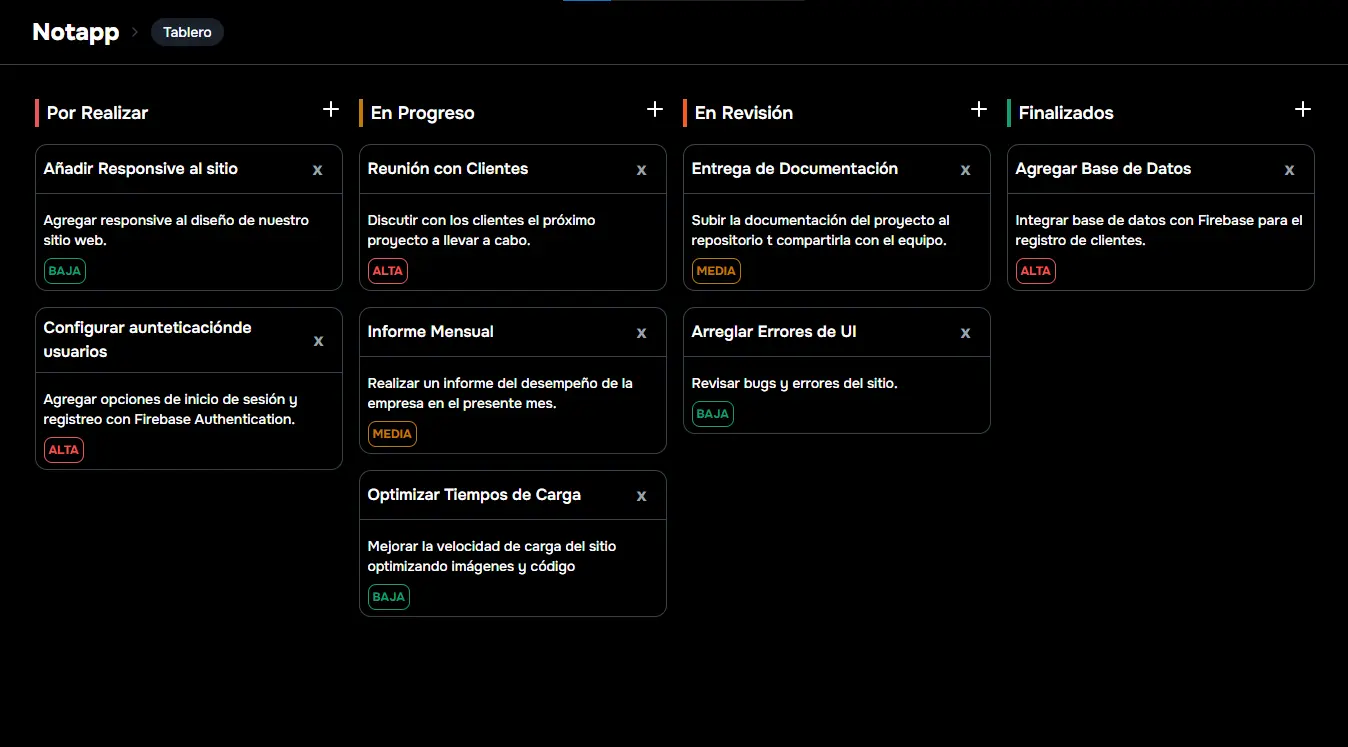 Notapp > Tablero
Por Realizar +
Añadir Responsive al sitio x
Agregar responsive al diseño de nuestro
sitio web.
BAJA
Configurar aunteticaciónde
usuarios x
Agregar opciones de inicio de sesión y
registreo con Firebase Authentication.
ALTA
En Progreso +
Reunión con Clientes x
Discutir con los clientes el próximo
proyecto a llevar a cabo.
ALTA
Informe Mensual x
Realizar un informe del desempeño de la
empresa en el presente mes.
MEDIA
Optimizar Tiempos de Carga x
Mejorar la velocidad de carga del sitio
optimizando imágenes y código
BAJA
En Revisión +
Entrega de Documentación x
Subir la documentación del proyecto al
repositorio t compartirla con el equipo.
MEDIA
Arreglar Errores de UI x
Revisar bugs y errores del sitio.
BAJA
Finalizados +
Agregar Base de Datos x
Integrar base de datos con Firebase para el
registro de clientes.
ALTA